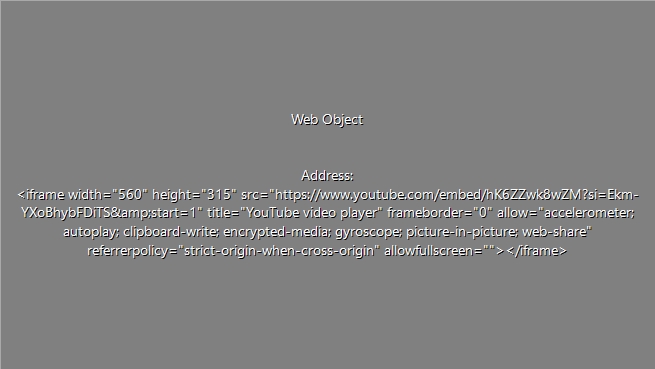 Web Object
Address:
<iframe width="560" height="315" src="https://www.youtube.com/embed/hK6ZZwk8wZM?si=Ekm-
YXoBhybFDiTS&amp;start=1" title="YouTube video player" frameborder="0" allow="accelerometer;
autoplay; clipboard-write; encrypted-media; gyroscope; picture-in-picture; web-share"
referrerpolicy="strict-origin-when-cross-origin" allowfullscreen=""></iframe>